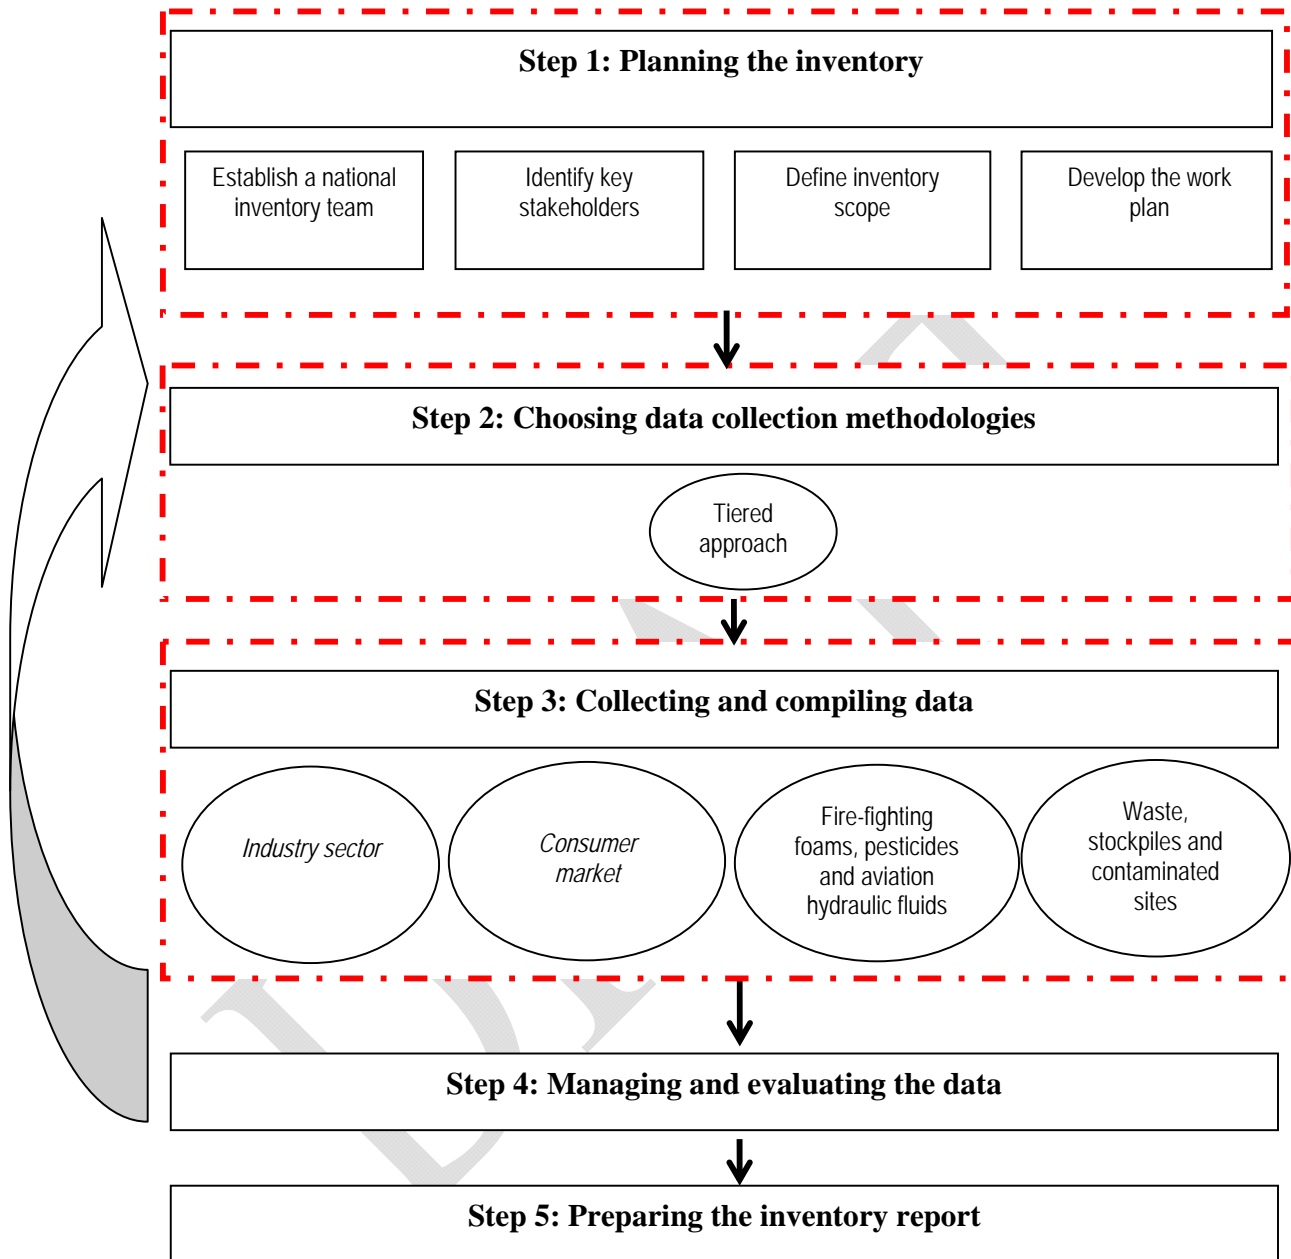 Step 1: Planning the inventory
Establish a national
inventory team
Identify key
stakeholders
Define inventory
scope
Develop the work
plan
Step 2: Choosing data collection methodologies
Tiered
approach
Step 3: Collecting and compiling data
Industry sector
Consumer
market
Fire-fighting
foams, pesticides
and aviation
hydraulic fluids
Waste,
stockpiles and
contaminated
sites
Step 4: Managing and evaluating the data
Step 5: Preparing the inventory report